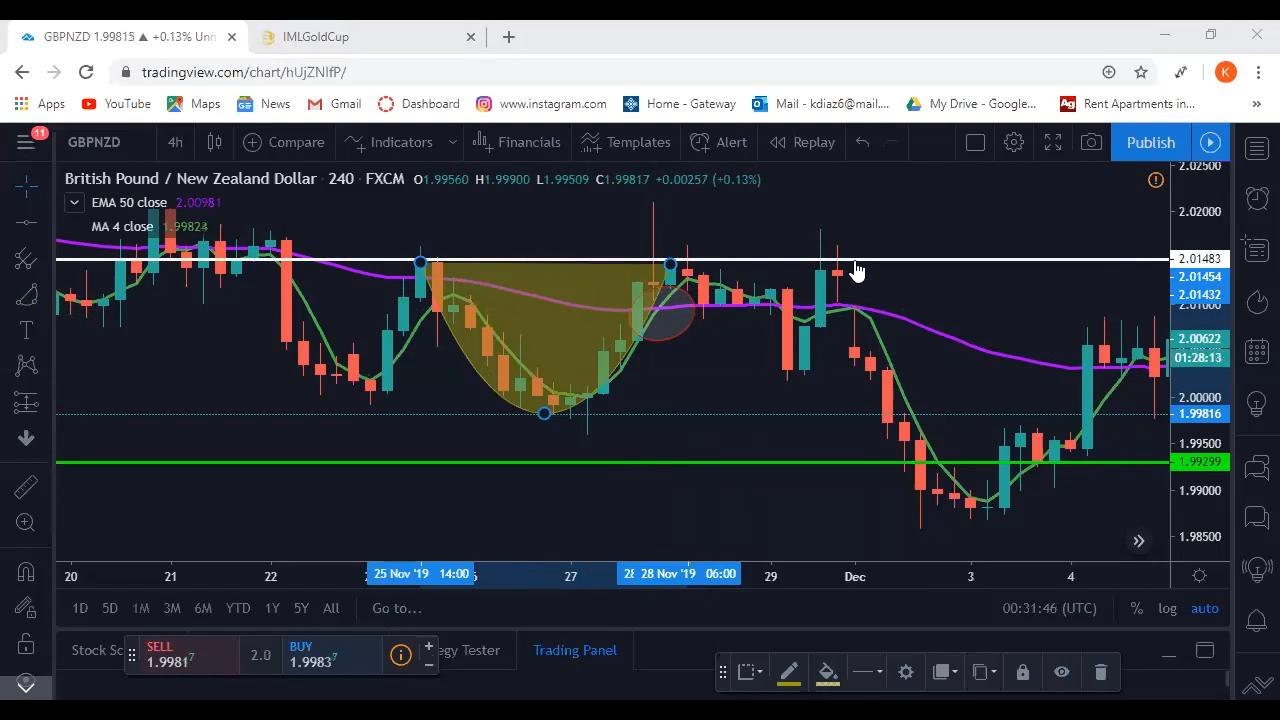 GBPNZD 1.99815 ▲ +0.13% Unn
IMLGoldCup
tradingview.com/chart/hUjZNIfP/
K
Apps YouTube Maps News Gmail Dashboard www.instagram.com Home - Gateway Mail - kalaz6@mail... My Drive - Google... Rent Apartments in... »
11
GBPNZD 4h Compare Indicators Financials Templates Alert Replay Publish
British Pound / New Zealand Dollar · 240 · FXCM O1.99560 H1.99900 L1.99509 C1.99817 +0.00257 (+0.13%)
EMA 50 close 2.00981
MA 4 close 1.99824
2.02500
2.02000
2.01483
2.01454
2.01432
2.01000
2.00622
01:28:13
2.00000
1.99816
1.99500
1.99299
1.99000
1.98500
20 21 22 25 Nov '19 14:00 27 28 28 Nov '19 06:00 29 Dec 3 4
1D 5D 1M 3M 6M YTD 1Y 5Y All Go to... 00:31:46 (UTC) % log auto
Stock Sc egy Tester Trading Panel
SELL 1.99817 2.0 BUY 1.99837